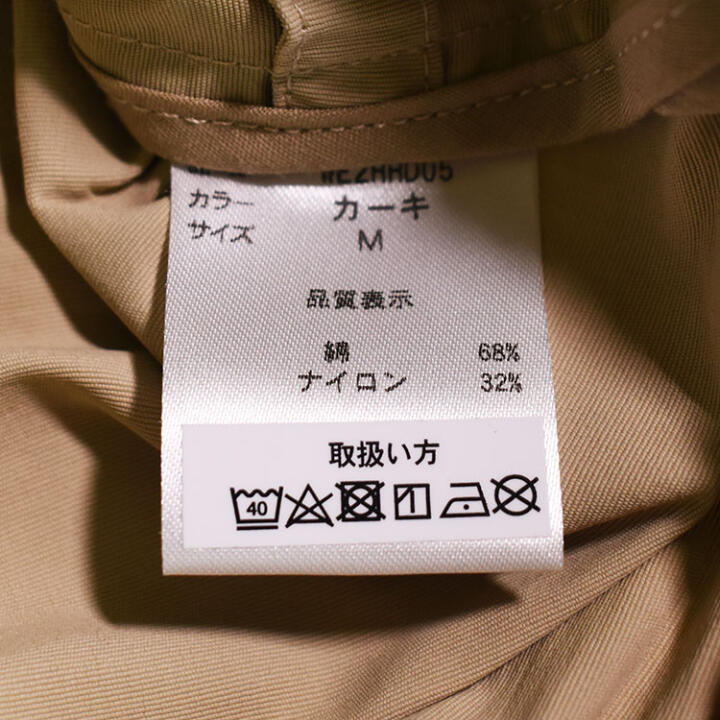 カラー カーキ
サイズ M
品質表示
綿 68%
ナイロン 32%
取扱い方
40